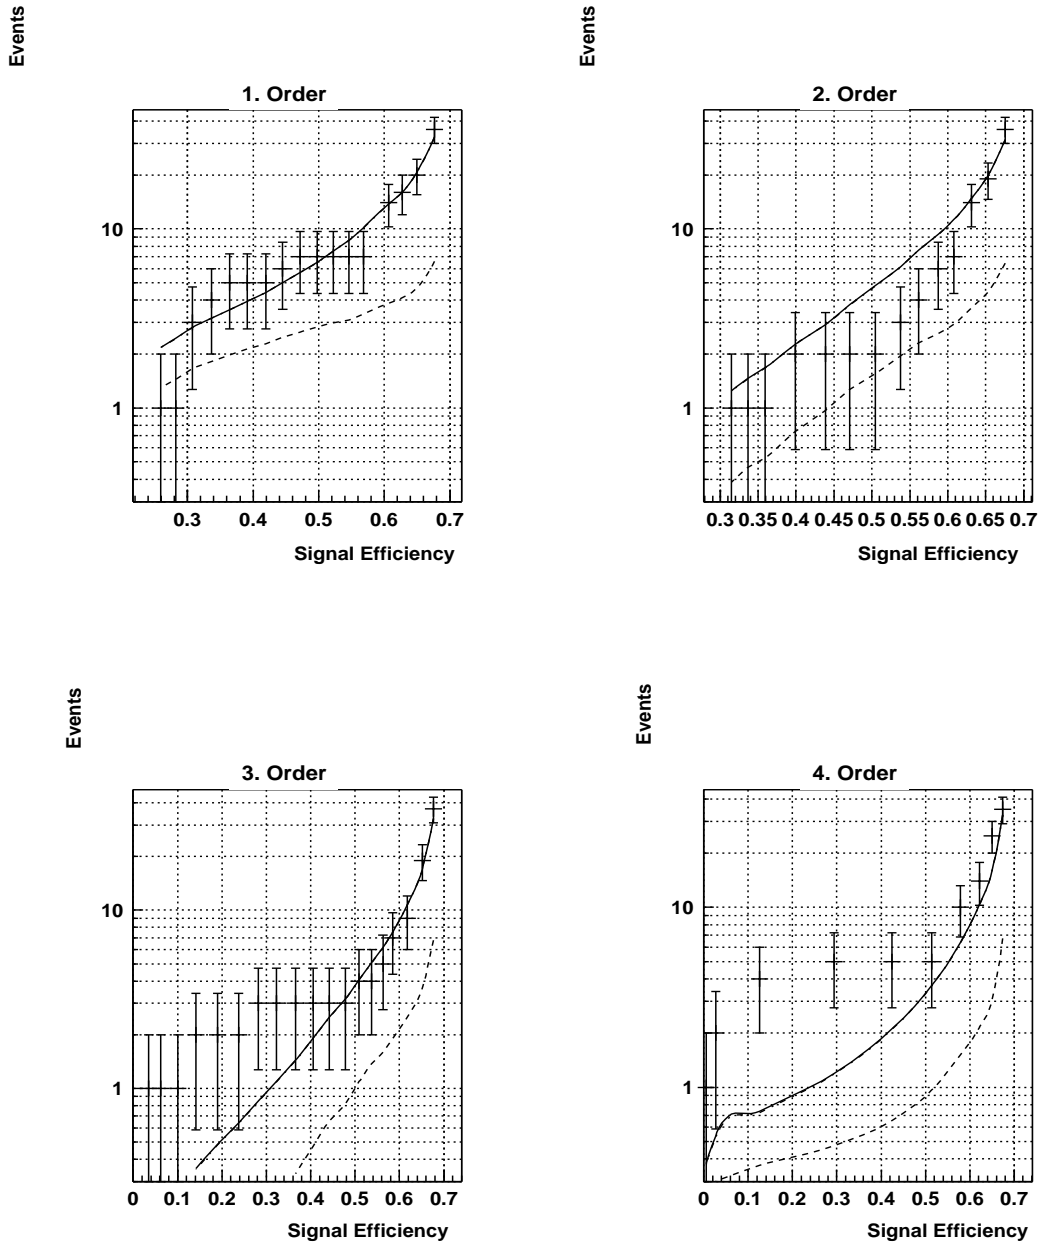 Events
1. Order
10
1
0.3 0.4 0.5 0.6 0.7
Signal Efficiency
Events
2. Order
10
1
0.3 0.35 0.4 0.45 0.5 0.55 0.6 0.65 0.7
Signal Efficiency
Events
3. Order
10
1
0 0.1 0.2 0.3 0.4 0.5 0.6 0.7
Signal Efficiency
Events
4. Order
10
1
0 0.1 0.2 0.3 0.4 0.5 0.6 0.7
Signal Efficiency